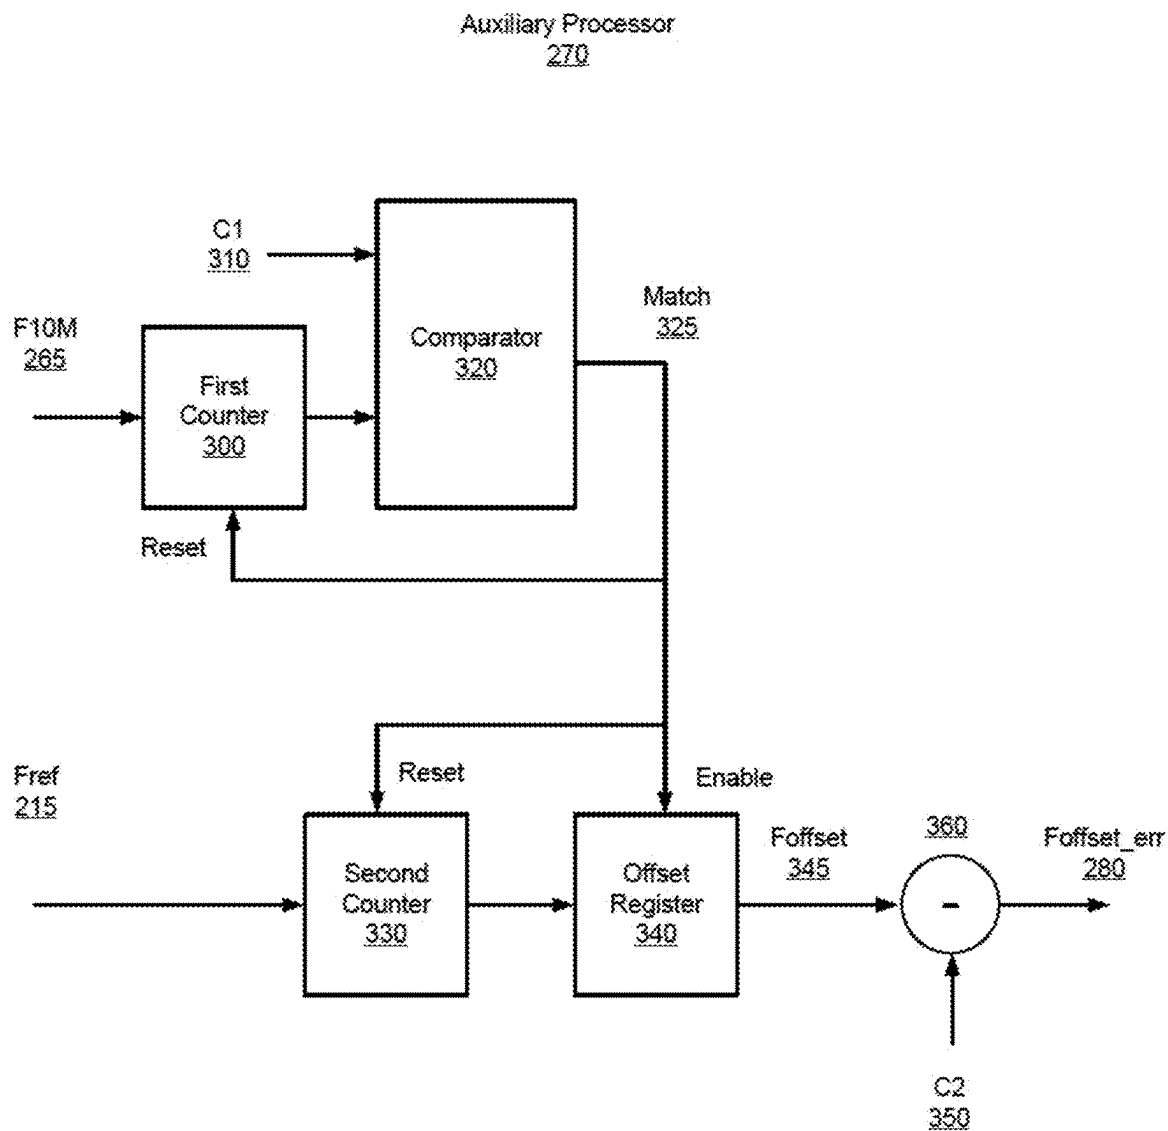 Auxiliary Processor
270
C1
310
F10M
265
First
Counter
300
Comparator
320
Match
325
Reset
Fref
215
Reset
Enable
Second
Counter
330
Offset
Register
340
Foffset
345
360
-
Foffset_err
280
C2
350